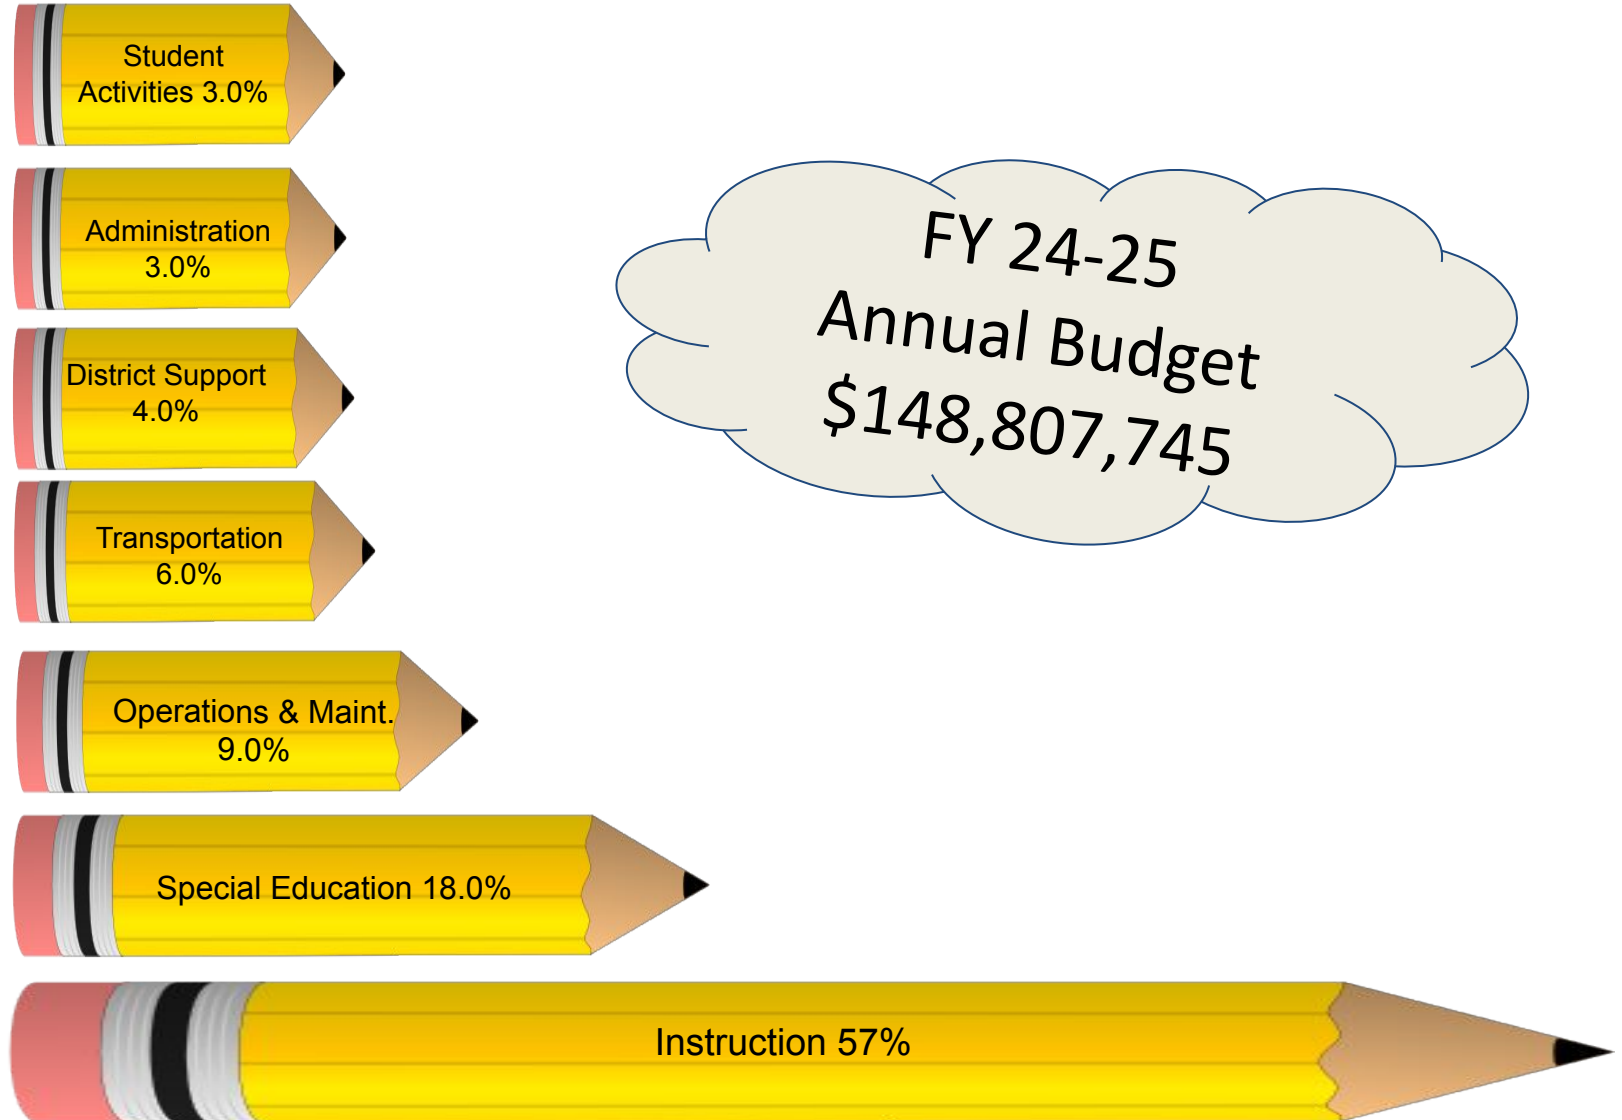 Student
Activities 3.0%
Administration
3.0%
District Support
4.0%
Transportation
6.0%
Operations & Maint.
9.0%
Special Education 18.0%
Instruction 57%
FY 24-25
Annual Budget
$148,807,745